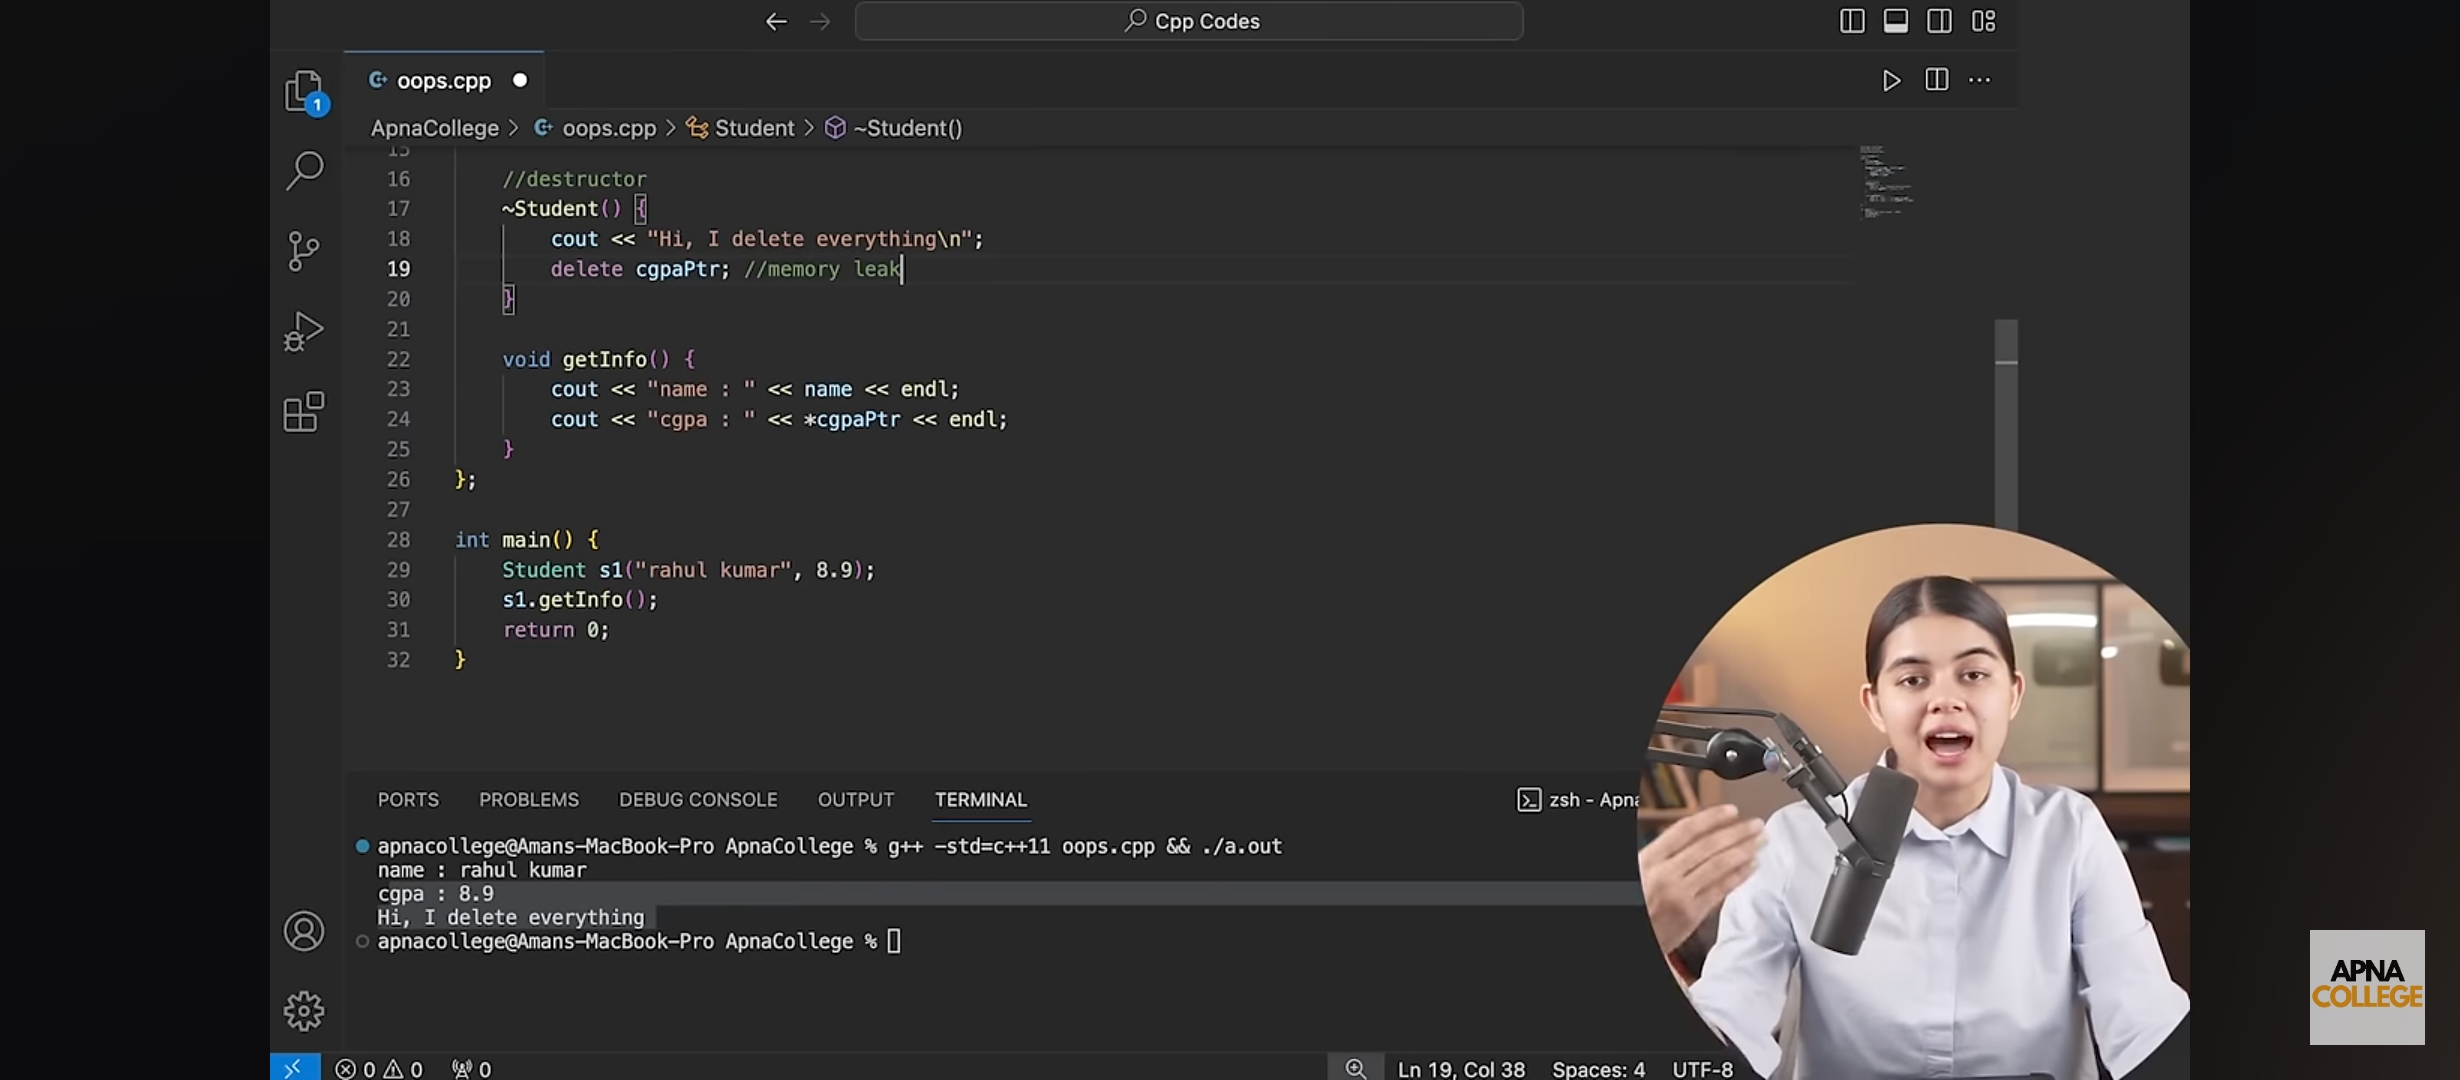 Cpp Codes
1
oops.cpp
ApnaCollege > oops.cpp > Student > ~Student()
15
16 //destructor
17 ~Student() {
18 cout << "Hi, I delete everything\n";
19 delete cgpaPtr; //memory leak
20 }
21
22 void getInfo() {
23 cout << "name : " << name << endl;
24 cout << "cgpa : " << *cgpaPtr << endl;
25 }
26 };
27
28 int main() {
29 Student s1("rahul kumar", 8.9);
30 s1.getInfo();
31 return 0;
32 }
PORTS PROBLEMS DEBUG CONSOLE OUTPUT TERMINAL zsh - Apna
apnacollege@Amans-MacBook-Pro ApnaCollege % g++ -std=c++11 oops.cpp && ./a.out
name : rahul kumar
cgpa : 8.9
Hi, I delete everything
apnacollege@Amans-MacBook-Pro ApnaCollege %
0 0 0 Ln 19, Col 38 Spaces: 4 UTF-8
APNA
COLLEGE